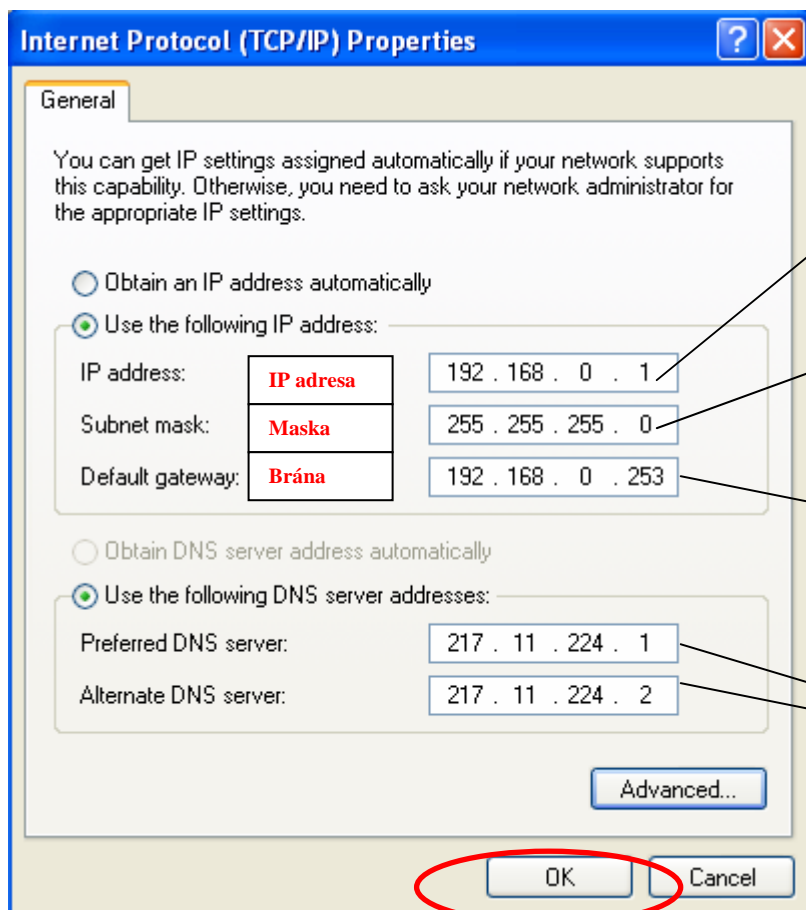 Internet Protocol (TCP/IP) Properties
General
You can get IP settings assigned automatically if your network supports
this capability. Otherwise, you need to ask your network administrator for
the appropriate IP settings.
Obtain an IP address automatically
Use the following IP address:
IP address: IP adresa 192 . 168 . 0 . 1
Subnet mask: Maska 255 . 255 . 255 . 0
Default gateway: Brána 192 . 168 . 0 . 253
Obtain DNS server address automatically
Use the following DNS server addresses:
Preferred DNS server: 217 . 11 . 224 . 1
Alternate DNS server: 217 . 11 . 224 . 2
Advanced...
OK Cancel